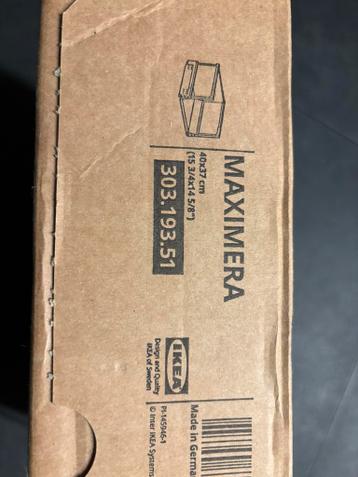 MAXIMERA
40x37 cm
(15 3/4x14 5/8")
303.193.51
IKEA
Design and Quality
IKEA of Sweden
Made in Germa
PI-145946-1
© Inter IKEA Systems